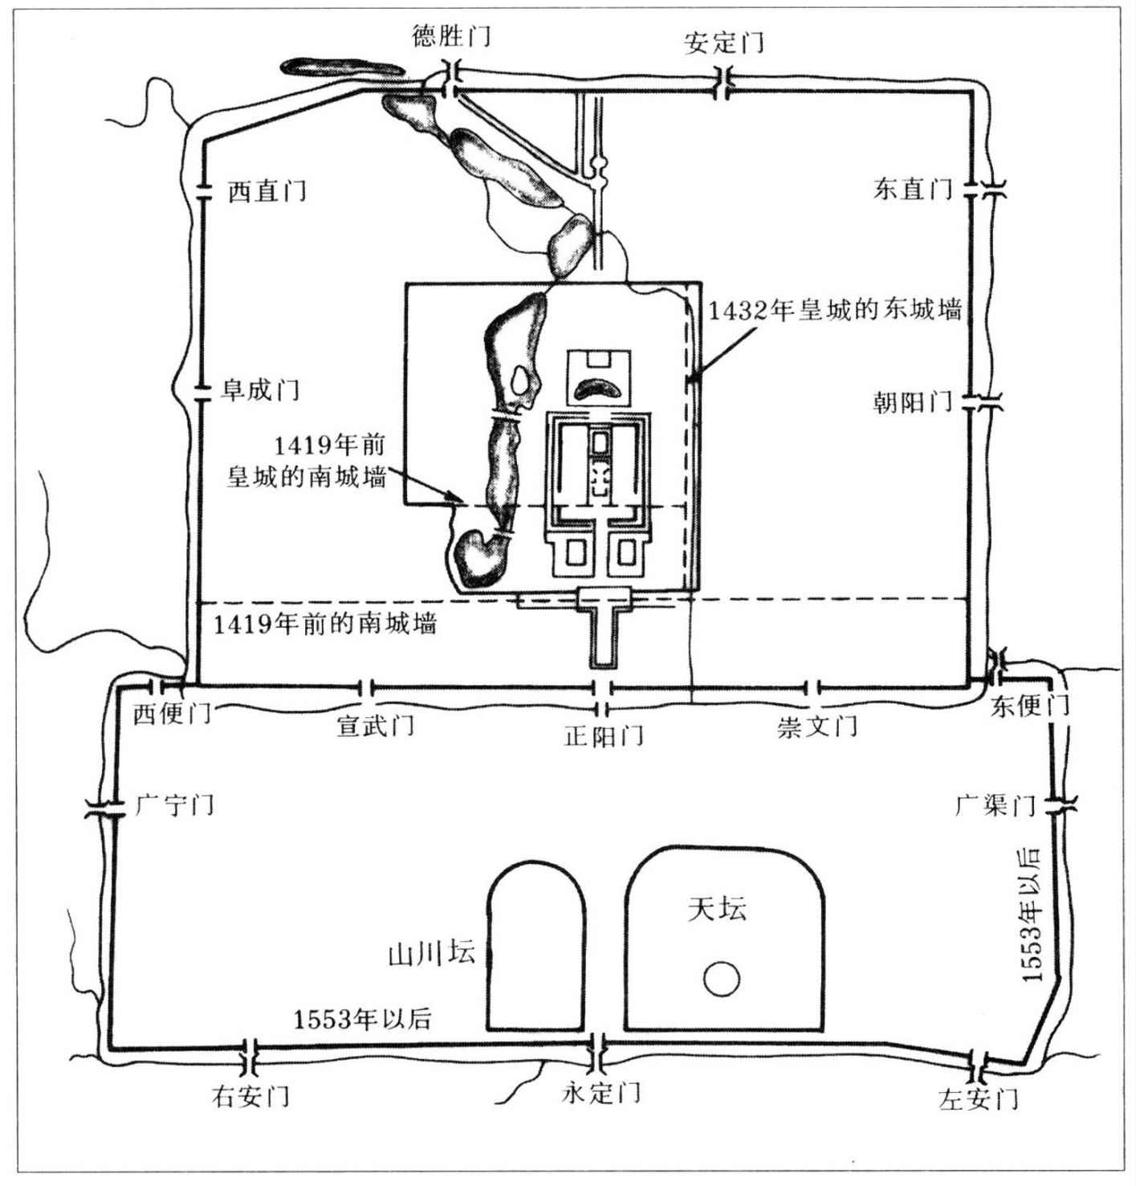 德胜门
安定门
西直门
东直门
1432年皇城的东城墙
阜成门
朝阳门
1419年前
皇城的南城墙
1419年前的南城墙
西便门
宣武门
正阳门
崇文门
东便门
广宁门
广渠门
1553年以后
天坛
山川坛
1553年以后
右安门
永定门
左安门